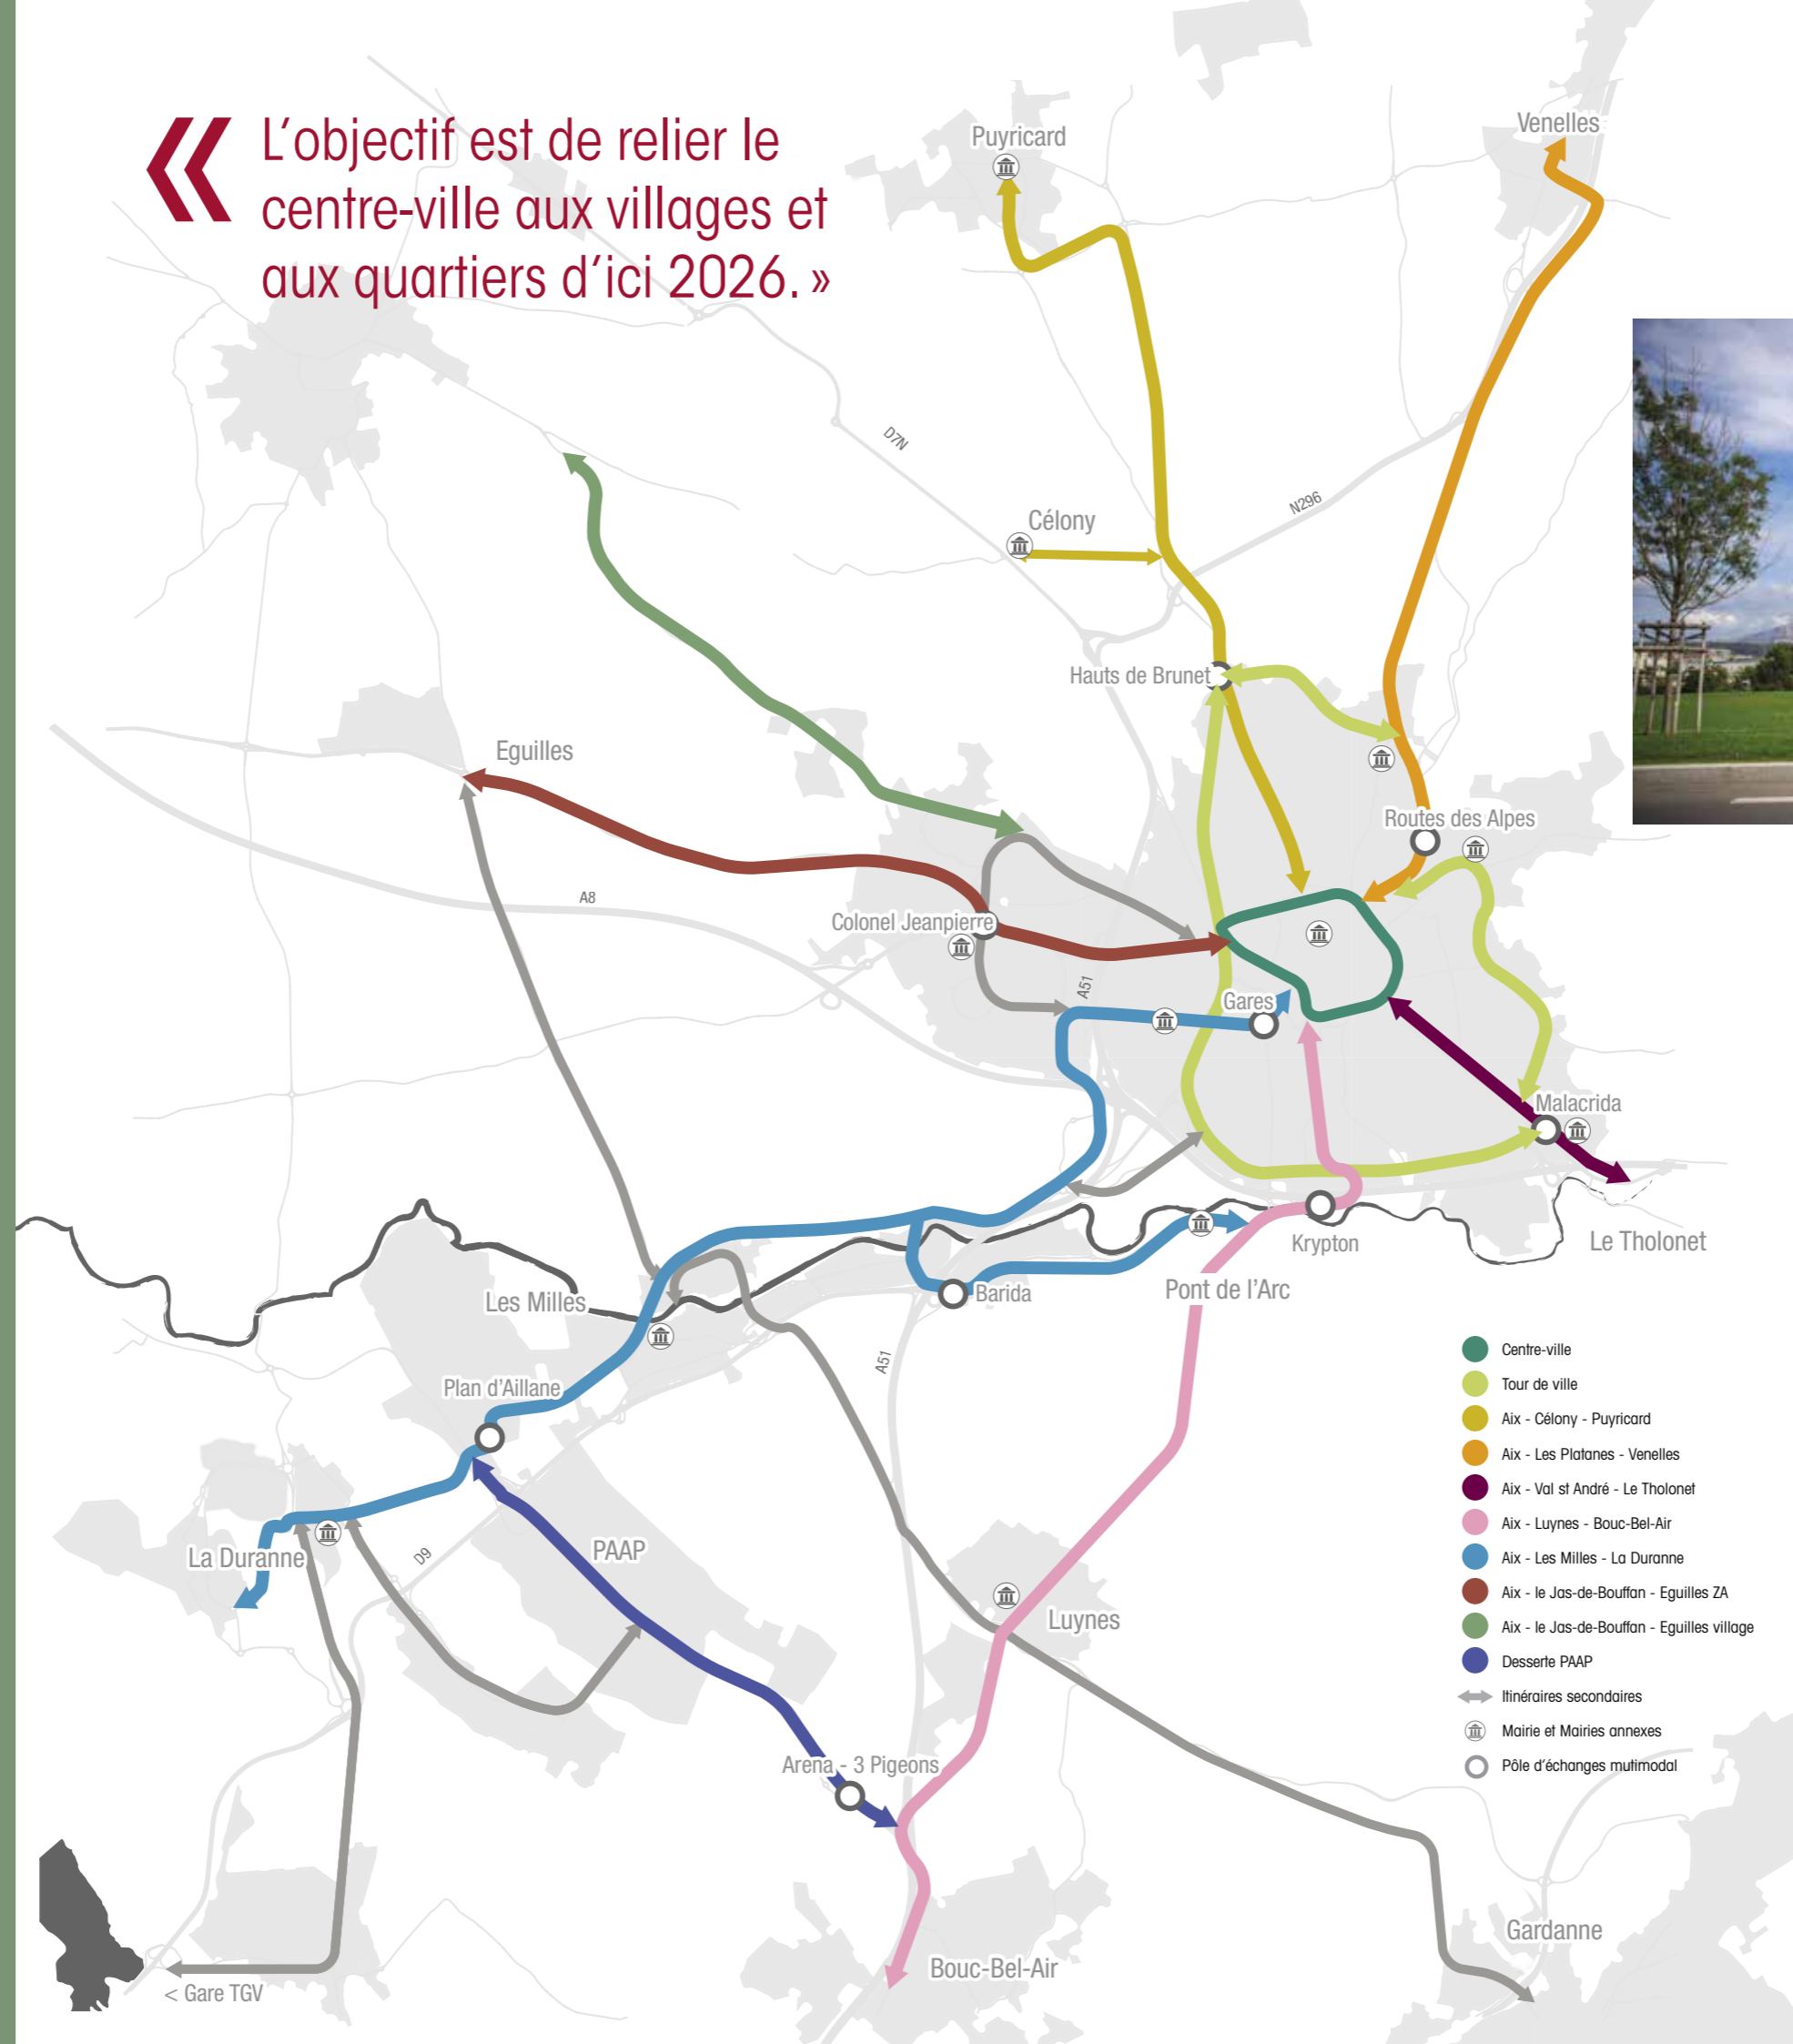 « L'objectif est de relier le
centre-ville aux villages et
aux quartiers d'ici 2026. »
Puyricard
Venelles
D7N
N296
Célony
Hauts de Brunet
Eguilles
Routes des Alpes
A8
Colonel Jeanpierre
A51
Gares
Malacrida
Le Tholonet
Krypton
Pont de l'Arc
Barida
Les Milles
A51
Plan d'Aillane
La Duranne
D9
PAAP
Luynes
Arena - 3 Pigeons
Bouc-Bel-Air
Gardanne
< Gare TGV
Centre-ville
Tour de ville
Aix - Célony - Puyricard
Aix - Les Platanes - Venelles
Aix - Val st André - Le Tholonet
Aix - Luynes - Bouc-Bel-Air
Aix - Les Milles - La Duranne
Aix - le Jas-de-Bouffan - Eguilles ZA
Aix - le Jas-de-Bouffan - Eguilles village
Desserte PAAP
Itinéraires secondaires
Mairie et Mairies annexes
Pôle d'échanges mutimodal